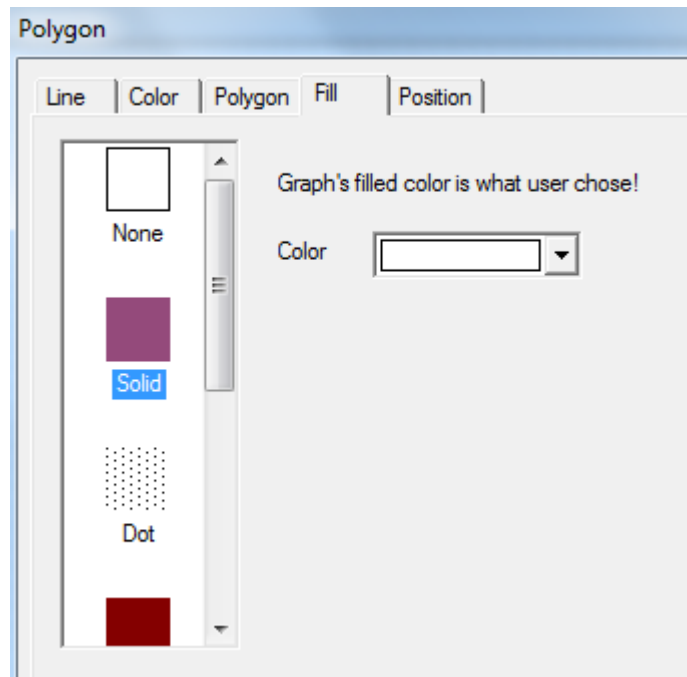 Polygon
Line Color Polygon Fill Position
None
Graph's filled color is what user chose!
Color
Solid
Dot